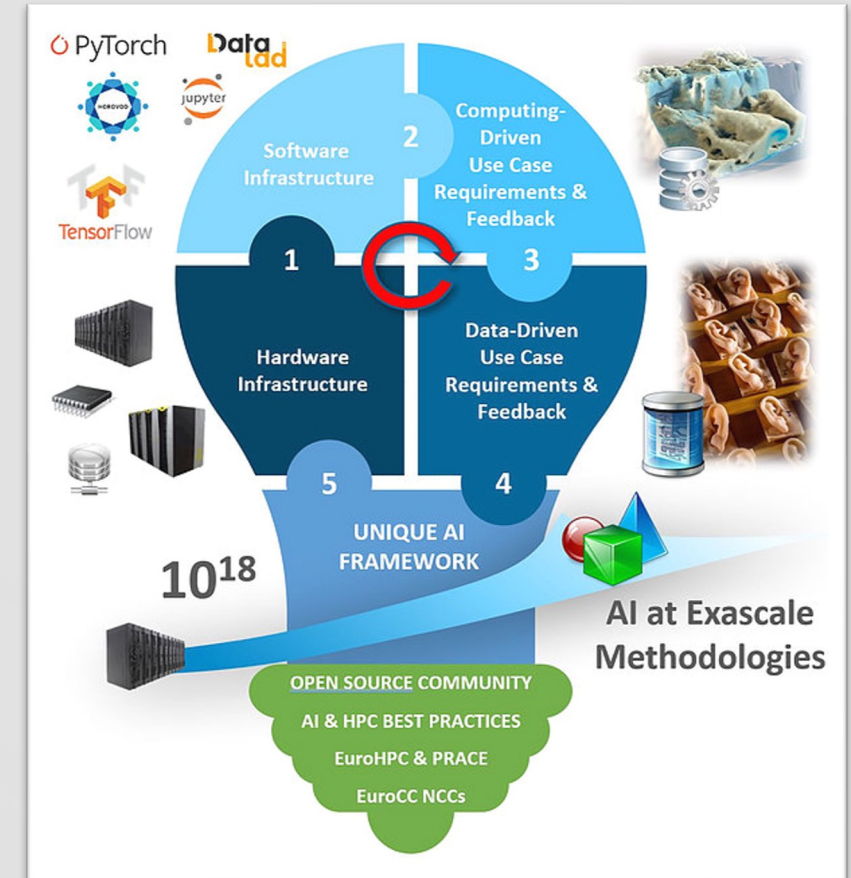 PyTorch
Data
Lad
HOROVOD
jupyter
TensorFlow
Software
Infrastructure
2
Computing-
Driven
Use Case
Requirements &
Feedback
1
3
Hardware
Infrastructure
Data-Driven
Use Case
Requirements &
Feedback
5
4
UNIQUE AI
FRAMEWORK
10¹⁸
AI at Exascale
Methodologies
OPEN SOURCE COMMUNITY
AI & HPC BEST PRACTICES
EuroHPC & PRACE
EuroCC NCCs